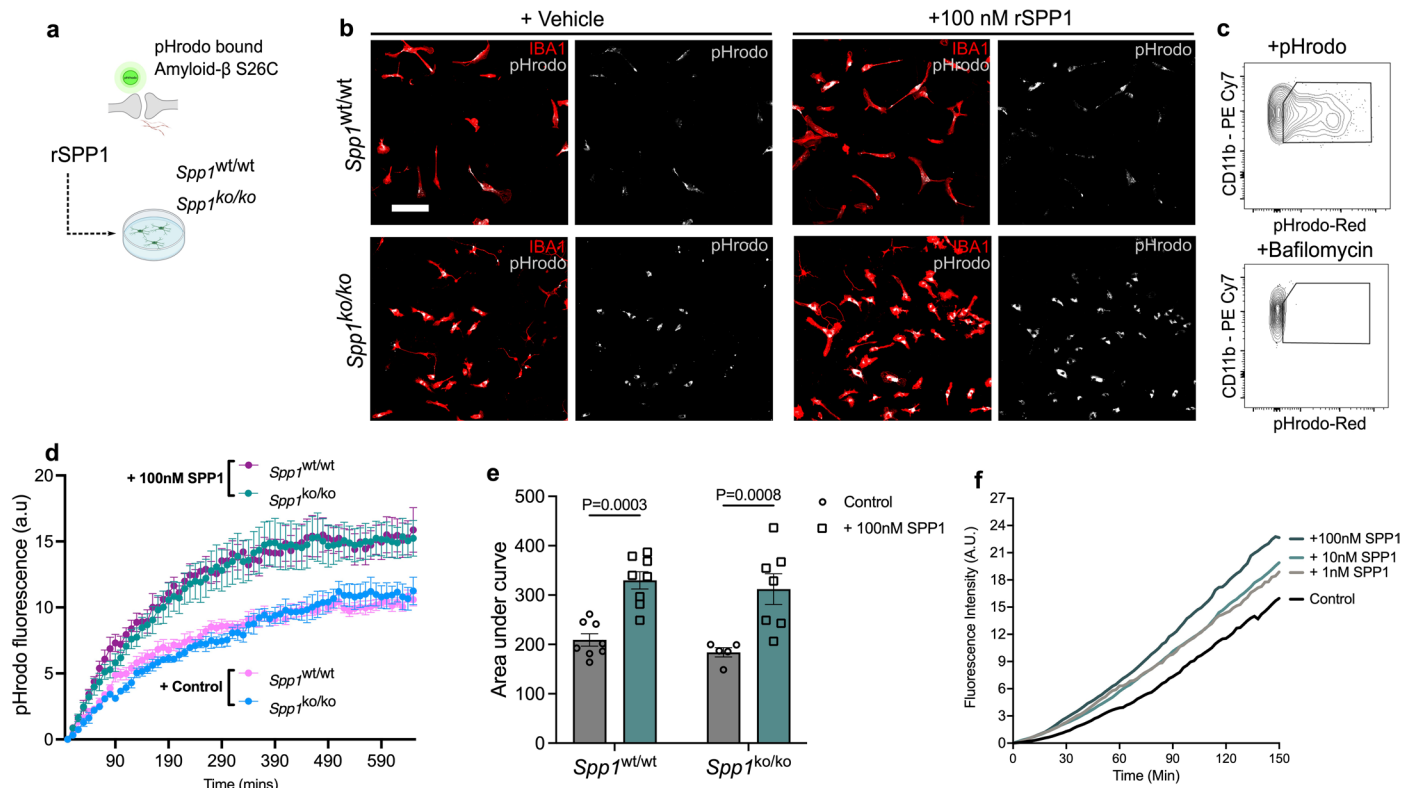 a
pHrodo bound
Amyloid-β S26C
rSPP1
Spp1wt/wt
Spp1ko/ko
b
+ Vehicle
+100 nM rSPP1
Spp1wt/wt
IBA1
pHrodo
pHrodo
IBA1
pHrodo
pHrodo
Spp1ko/ko
IBA1
pHrodo
pHrodo
IBA1
pHrodo
pHrodo
c
+pHrodo
CD11b - PE Cy7
pHrodo-Red
+Bafilomycin
CD11b - PE Cy7
pHrodo-Red
d
pHrodo fluorescence (a.u)
20
15
10
5
0
+ 100nM SPP1
Spp1wt/wt
Spp1ko/ko
+ Control
Spp1wt/wt
Spp1ko/ko
90 190 290 390 490 590
Time (mins)
e
Area under curve
500
400
300
200
100
0
P=0.0003
P=0.0008
Control
+ 100nM SPP1
Spp1wt/wt
Spp1ko/ko
f
Fluorescence Intensity (A.U.)
27
24
21
18
15
12
9
6
3
0
+100nM SPP1
+ 10nM SPP1
+ 1nM SPP1
Control
0 30 60 90 120 150
Time (Min)